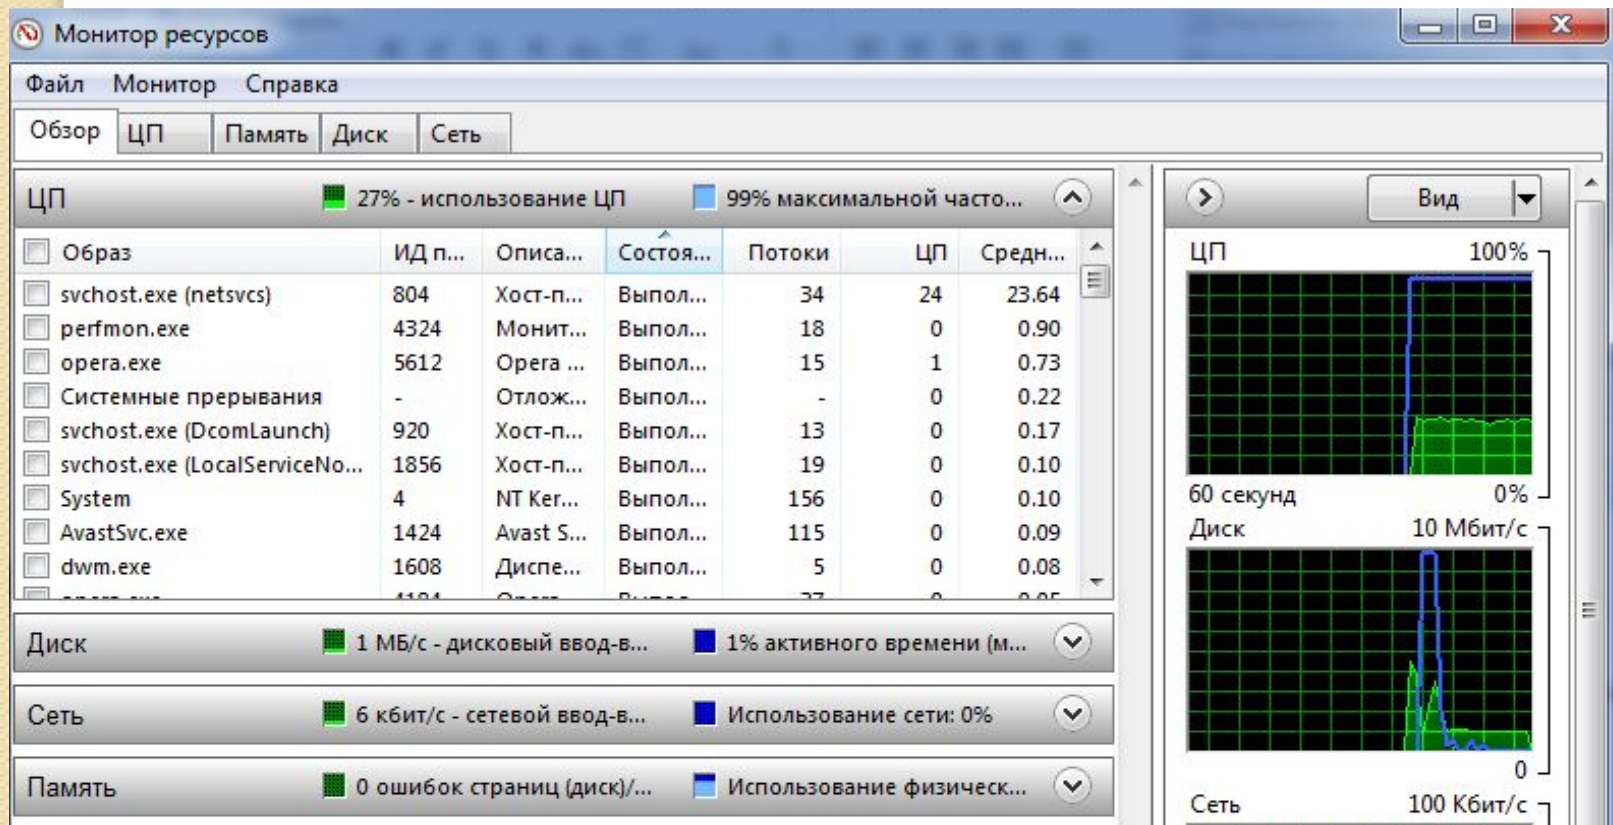 Монитор ресурсов
Файл Монитор Справка
Обзор ЦП Память Диск Сеть
ЦП 27% - использование ЦП 99% максимальной часто...
Образ ИД п... Описа... Состоя... Потоки ЦП Средн...
svchost.exe (netsvcs) 804 Хост-п... Выпол... 34 24 23.64
perfmon.exe 4324 Монит... Выпол... 18 0 0.90
opera.exe 5612 Opera ... Выпол... 15 1 0.73
Системные прерывания - Отлож... Выпол... - 0 0.22
svchost.exe (DcomLaunch) 920 Хост-п... Выпол... 13 0 0.17
svchost.exe (LocalServiceNo... 1856 Хост-п... Выпол... 19 0 0.10
System 4 NT Ker... Выпол... 156 0 0.10
AvastSvc.exe 1424 Avast S... Выпол... 115 0 0.09
dwm.exe 1608 Диспе... Выпол... 5 0 0.08
Диск 1 МБ/с - дисковый ввод-в... 1% активного времени (м...
Сеть 6 кбит/с - сетевой ввод-в... Использование сети: 0%
Память 0 ошибок страниц (диск)/... Использование физическ...
Вид
ЦП 100%
60 секунд 0%
Диск 10 Мбит/с
0
Сеть 100 Кбит/с